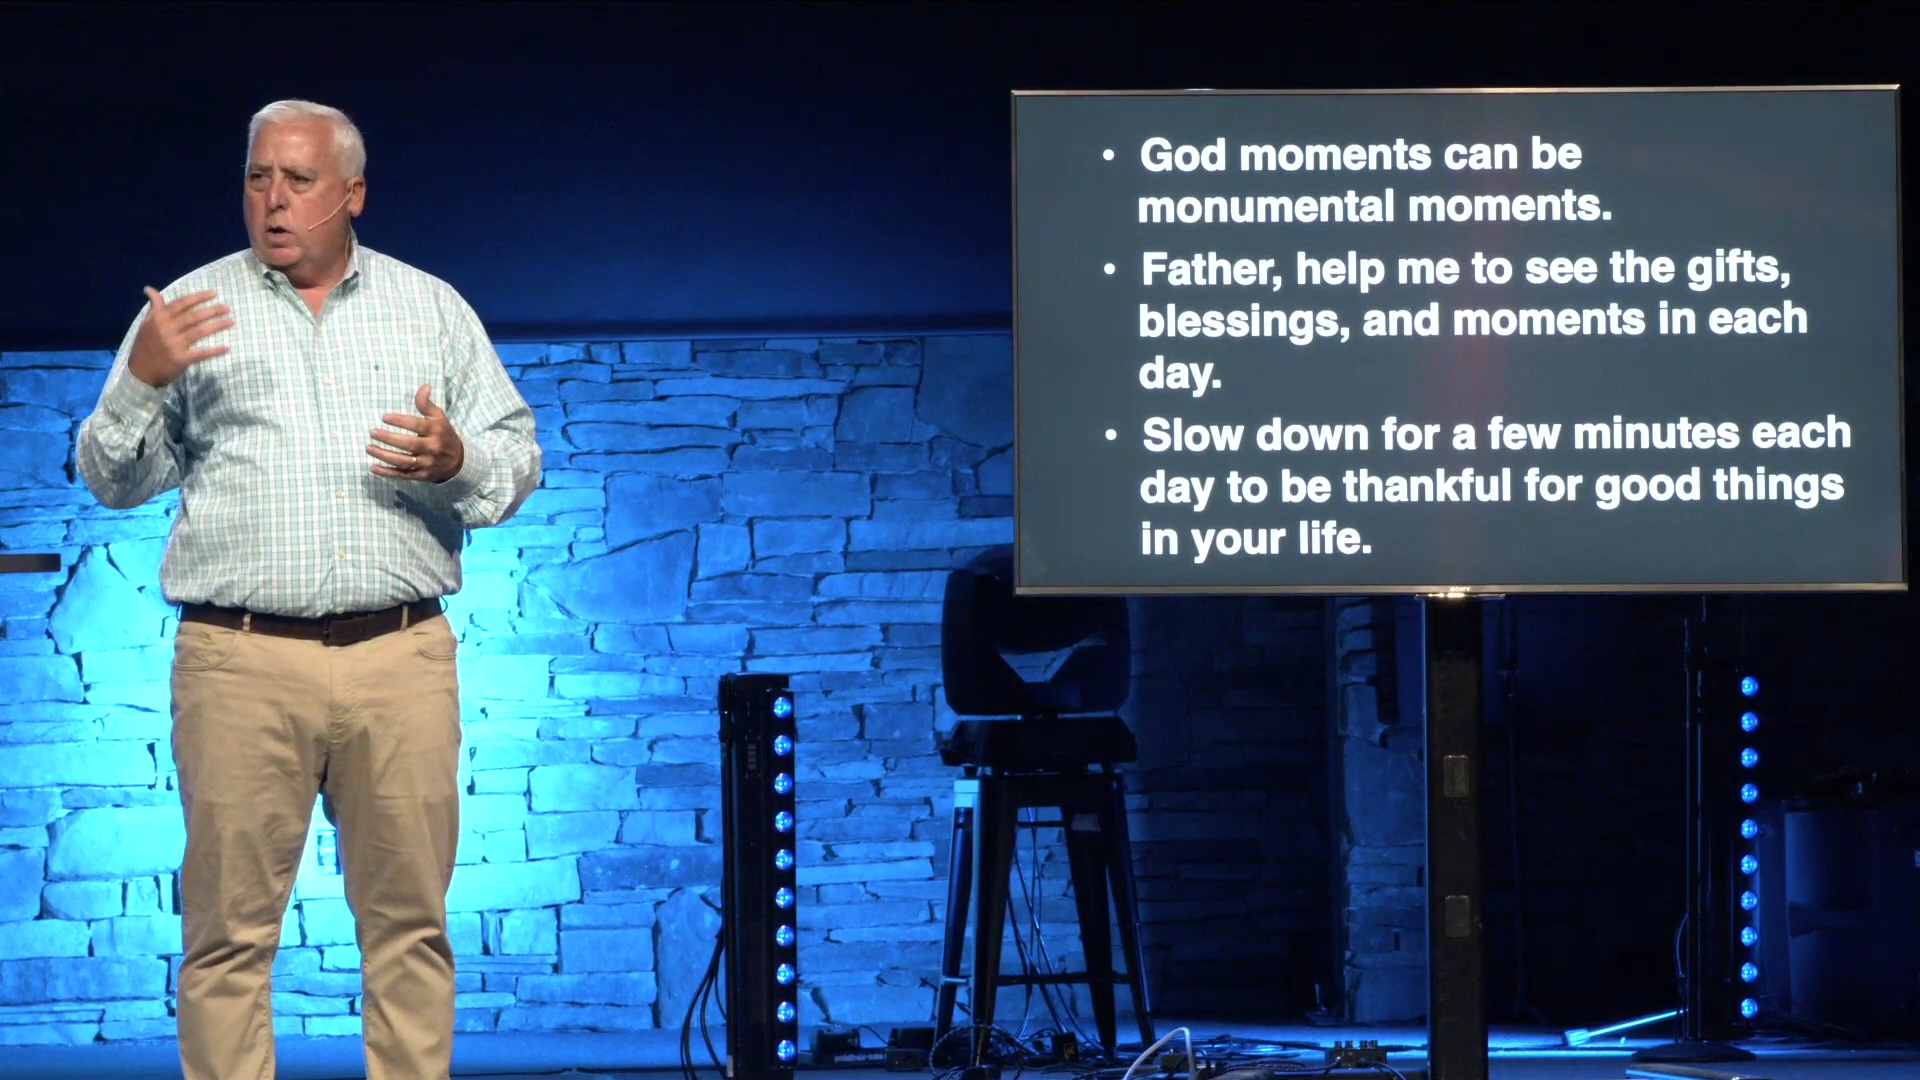 • God moments can be
monumental moments.
• Father, help me to see the gifts,
blessings, and moments in each
day.
• Slow down for a few minutes each
day to be thankful for good things
in your life.
SONY